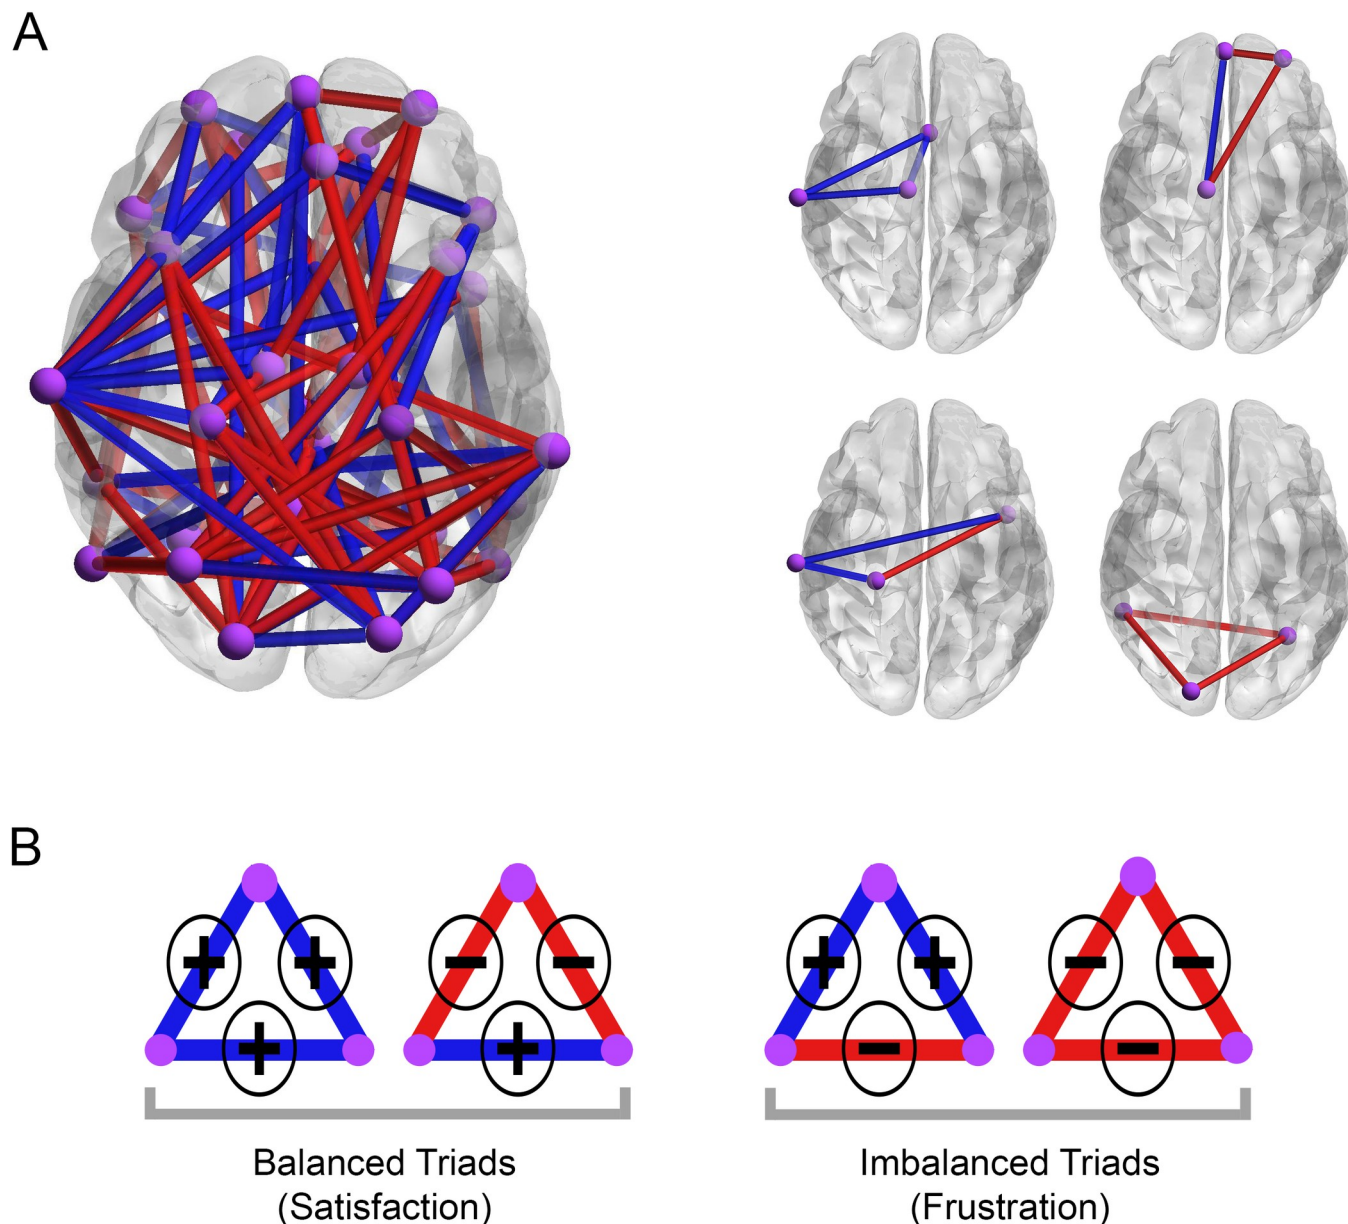 A
B
+ + - -
+ +
+ + - -
- -
Balanced Triads
(Satisfaction)
Imbalanced Triads
(Frustration)